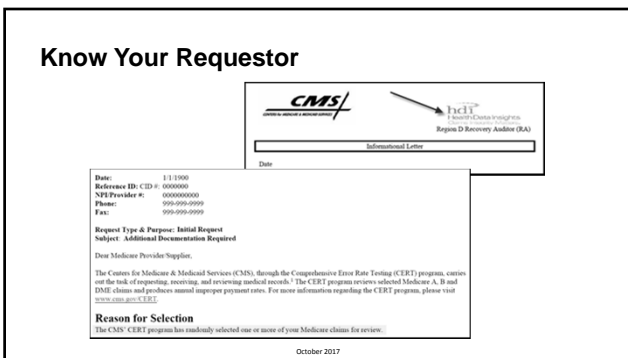 Know Your Requestor
CMS
CENTERS for MEDICARE & MEDICAID SERVICES
hdi
HealthDataInsights
Region D Recovery Auditor (RA)
Informational Letter
Date
Date: 1/1/1900
Reference ID: CID #: 0000000
NPI/Provider #: 0000000000
Phone: 999-999-9999
Fax: 999-999-9999
Request Type & Purpose: Initial Request
Subject: Additional Documentation Required
Dear Medicare Provider/Supplier,
The Centers for Medicare & Medicaid Services (CMS), through the Comprehensive Error Rate Testing (CERT) program, carries
out the task of requesting, receiving, and reviewing medical records.¹ The CERT program reviews selected Medicare A, B and
DME claims and produces annual improper payment rates. For more information regarding the CERT program, please visit
www.cms.gov/CERT.
Reason for Selection
The CMS' CERT program has randomly selected one or more of your Medicare claims for review.
October 2017